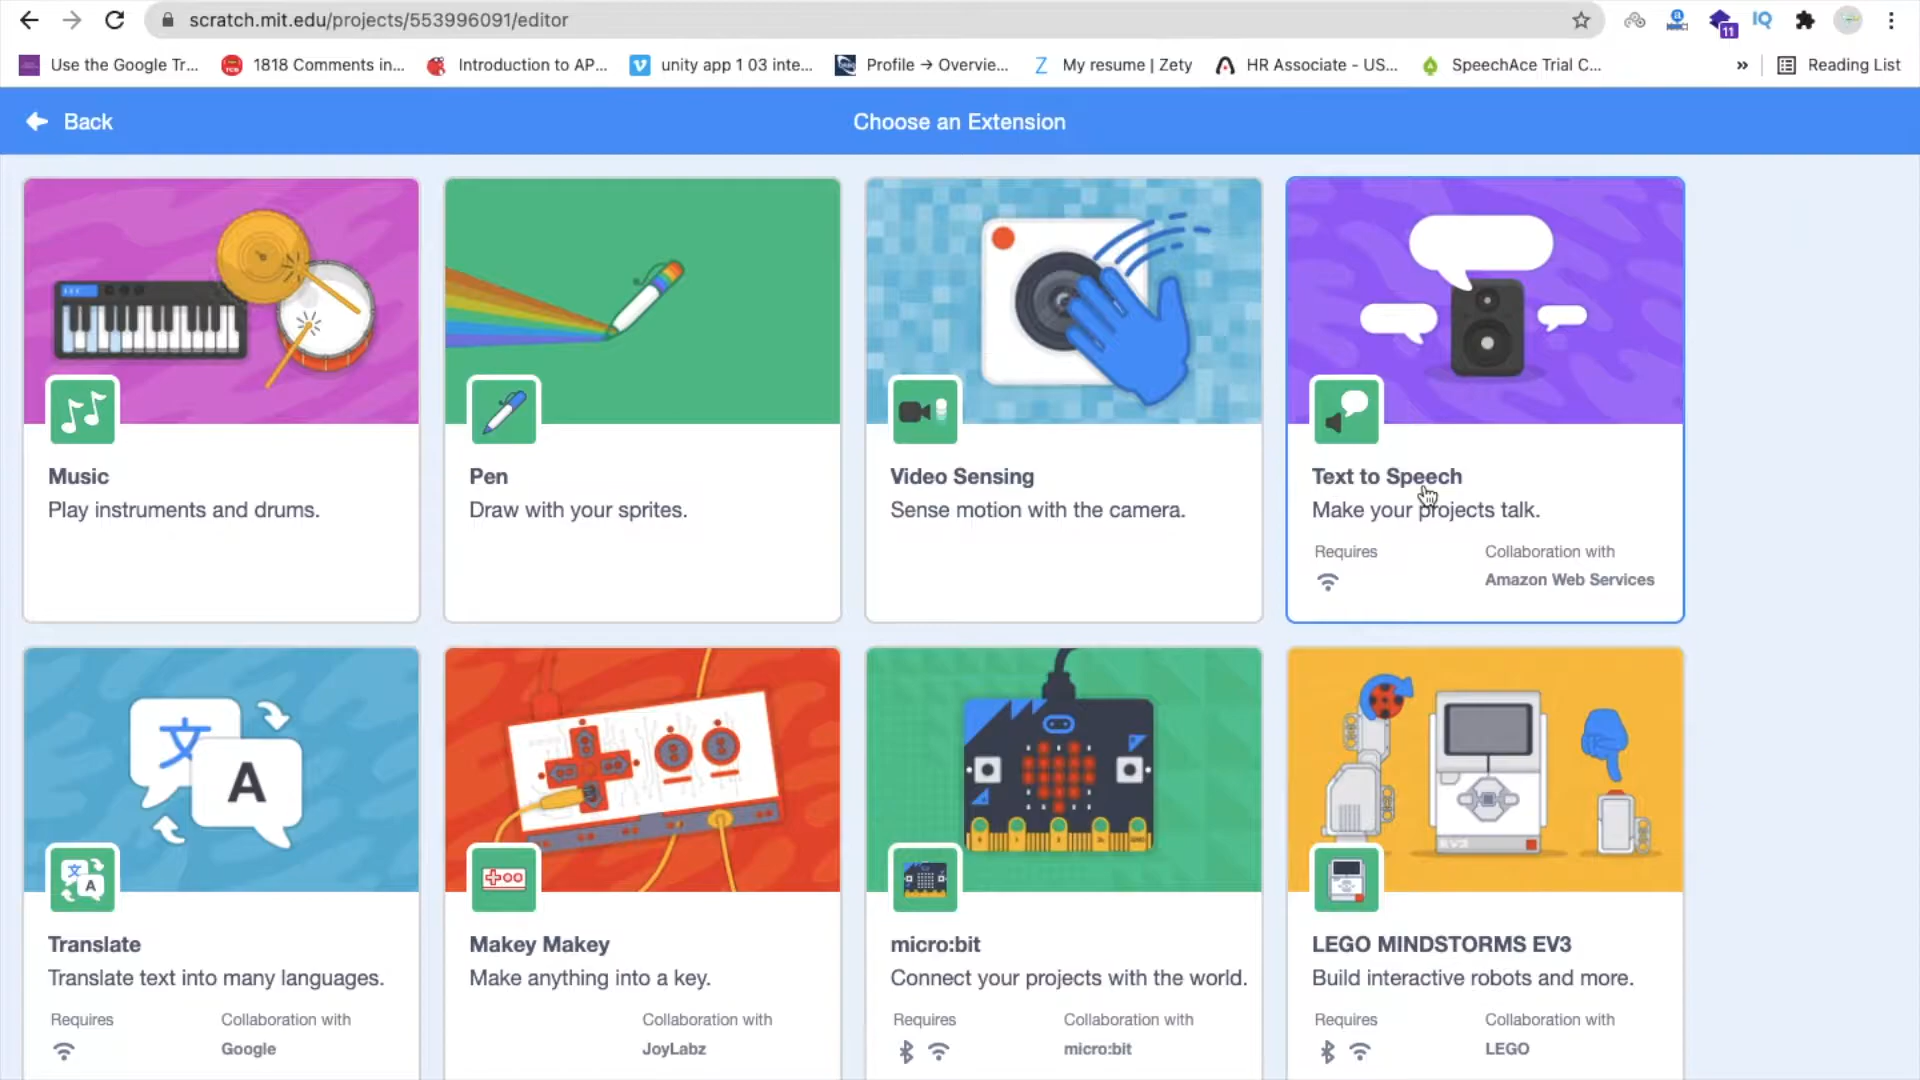 scratch.mit.edu/projects/553996091/editor
11
IQ
Use the Google Tr...
1818 Comments in...
Introduction to AP...
unity app 1 03 inte...
Profile → Overvie...
My resume | Zety
HR Associate - US...
SpeechAce Trial C...
»
Reading List
Back
Choose an Extension
Music
Play instruments and drums.
Pen
Draw with your sprites.
Video Sensing
Sense motion with the camera.
Text to Speech
Make your projects talk.
Requires
Collaboration with
Amazon Web Services
文
A
文
A
Translate
Translate text into many languages.
Requires
Collaboration with
Google
Makey Makey
Make anything into a key.
Collaboration with
JoyLabz
micro:bit
Connect your projects with the world.
Requires
Collaboration with
micro:bit
LEGO MINDSTORMS EV3
Build interactive robots and more.
Requires
Collaboration with
LEGO